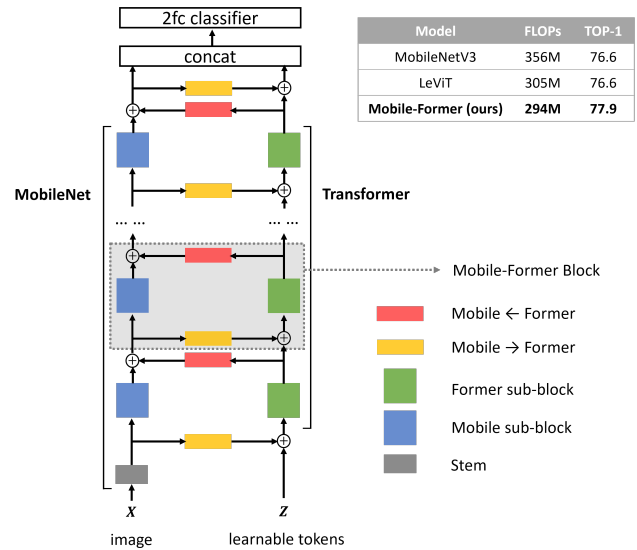 2fc classifier
concat
Model FLOPs TOP-1
MobileNetV3 356M 76.6
LeViT 305M 76.6
Mobile-Former (ours) 294M 77.9
MobileNet
Transformer
... ...
... ...
Mobile-Former Block
Mobile ← Former
Mobile → Former
Former sub-block
Mobile sub-block
Stem
X
Z
image
learnable tokens